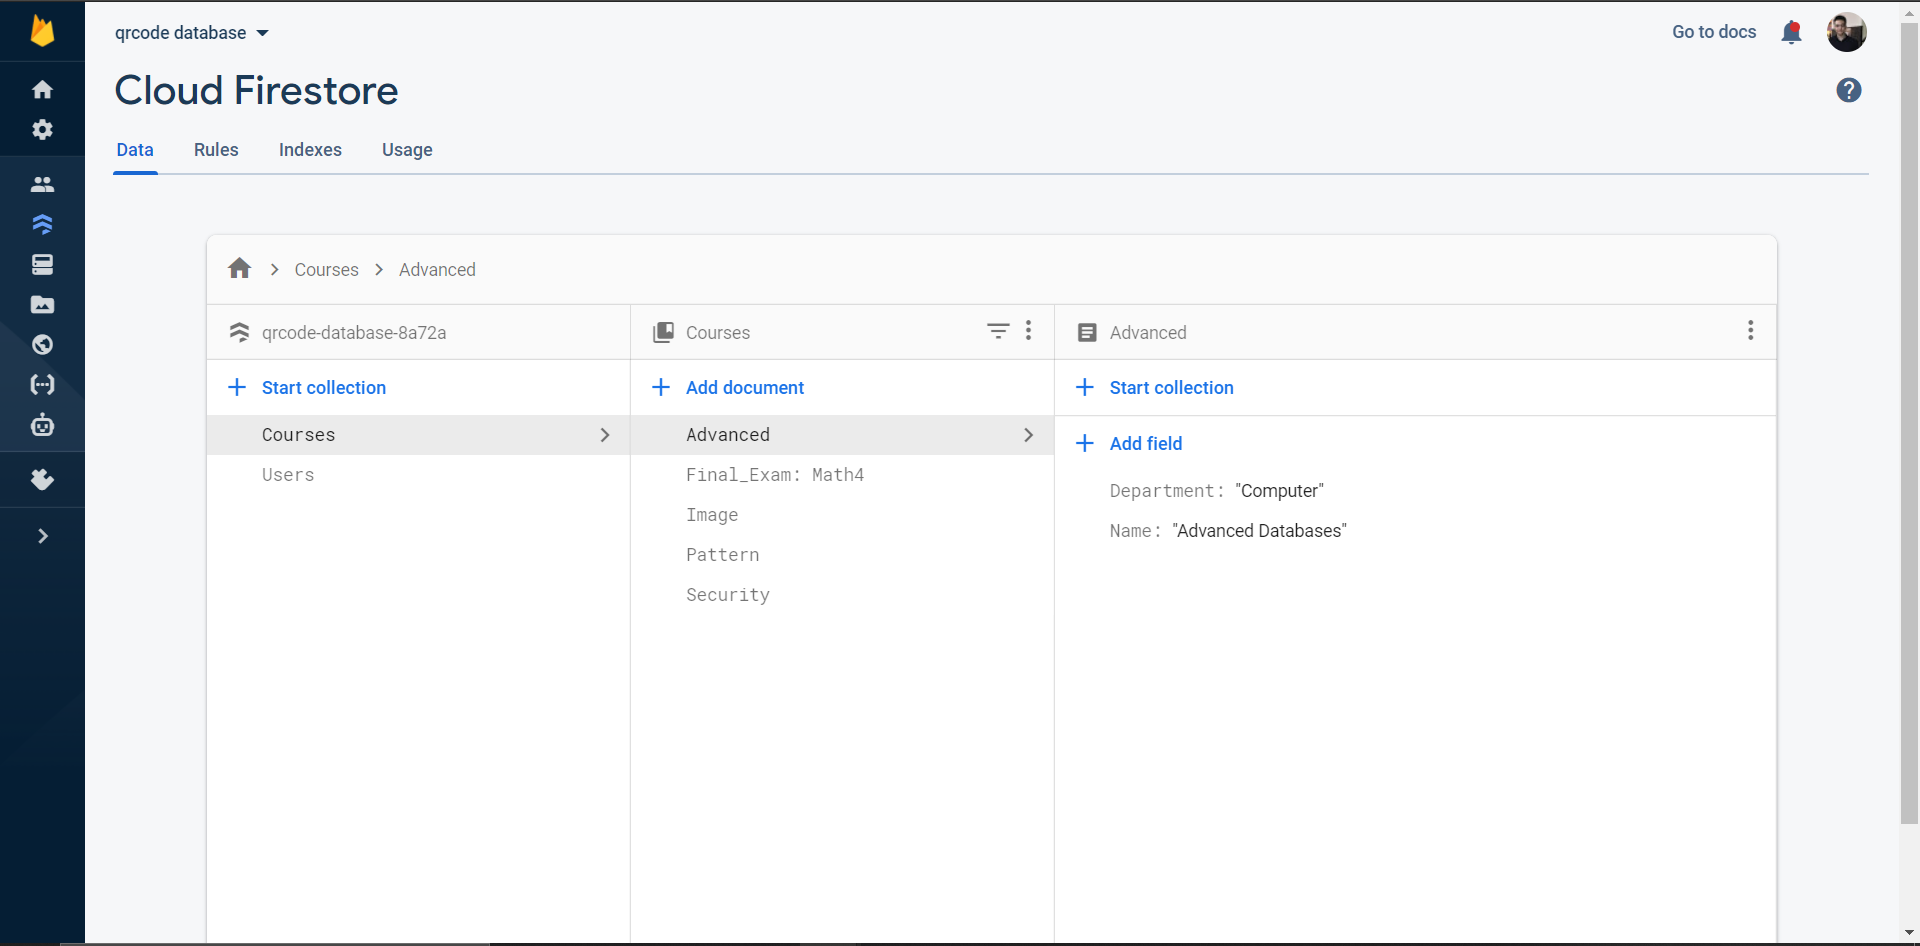 qrcode database
Go to docs
Cloud Firestore
Data Rules Indexes Usage
Courses Advanced
qrcode-database-8a72a
Start collection
Courses
Users
Courses
Add document
Advanced
Final_Exam: Math4
Image
Pattern
Security
Advanced
Start collection
Add field
Department: "Computer"
Name: "Advanced Databases"